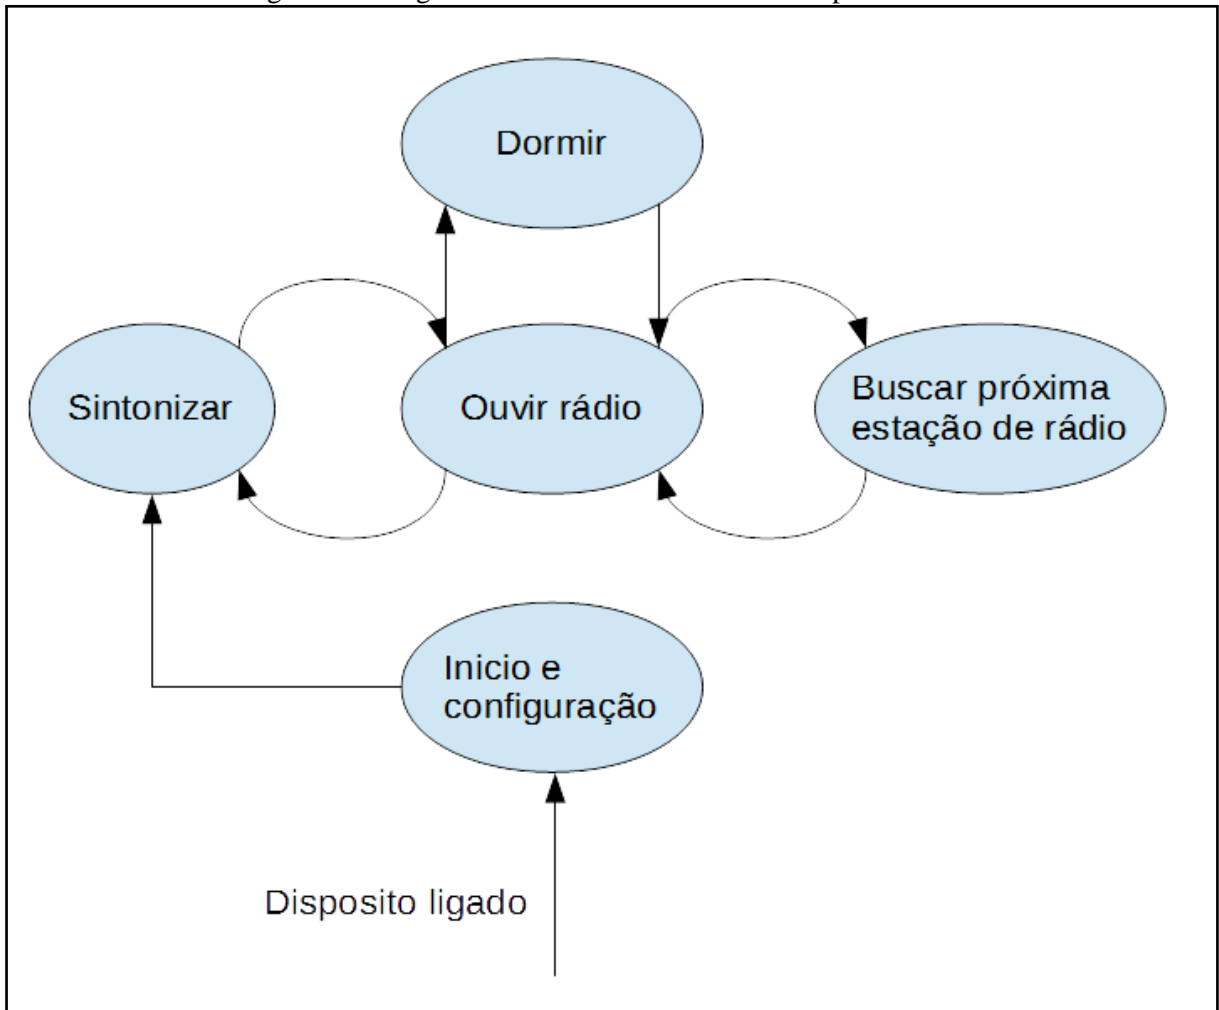 Dormir
Sintonizar
Ouvir rádio
Buscar próxima
estação de rádio
Inicio e
configuração
Disposito ligado